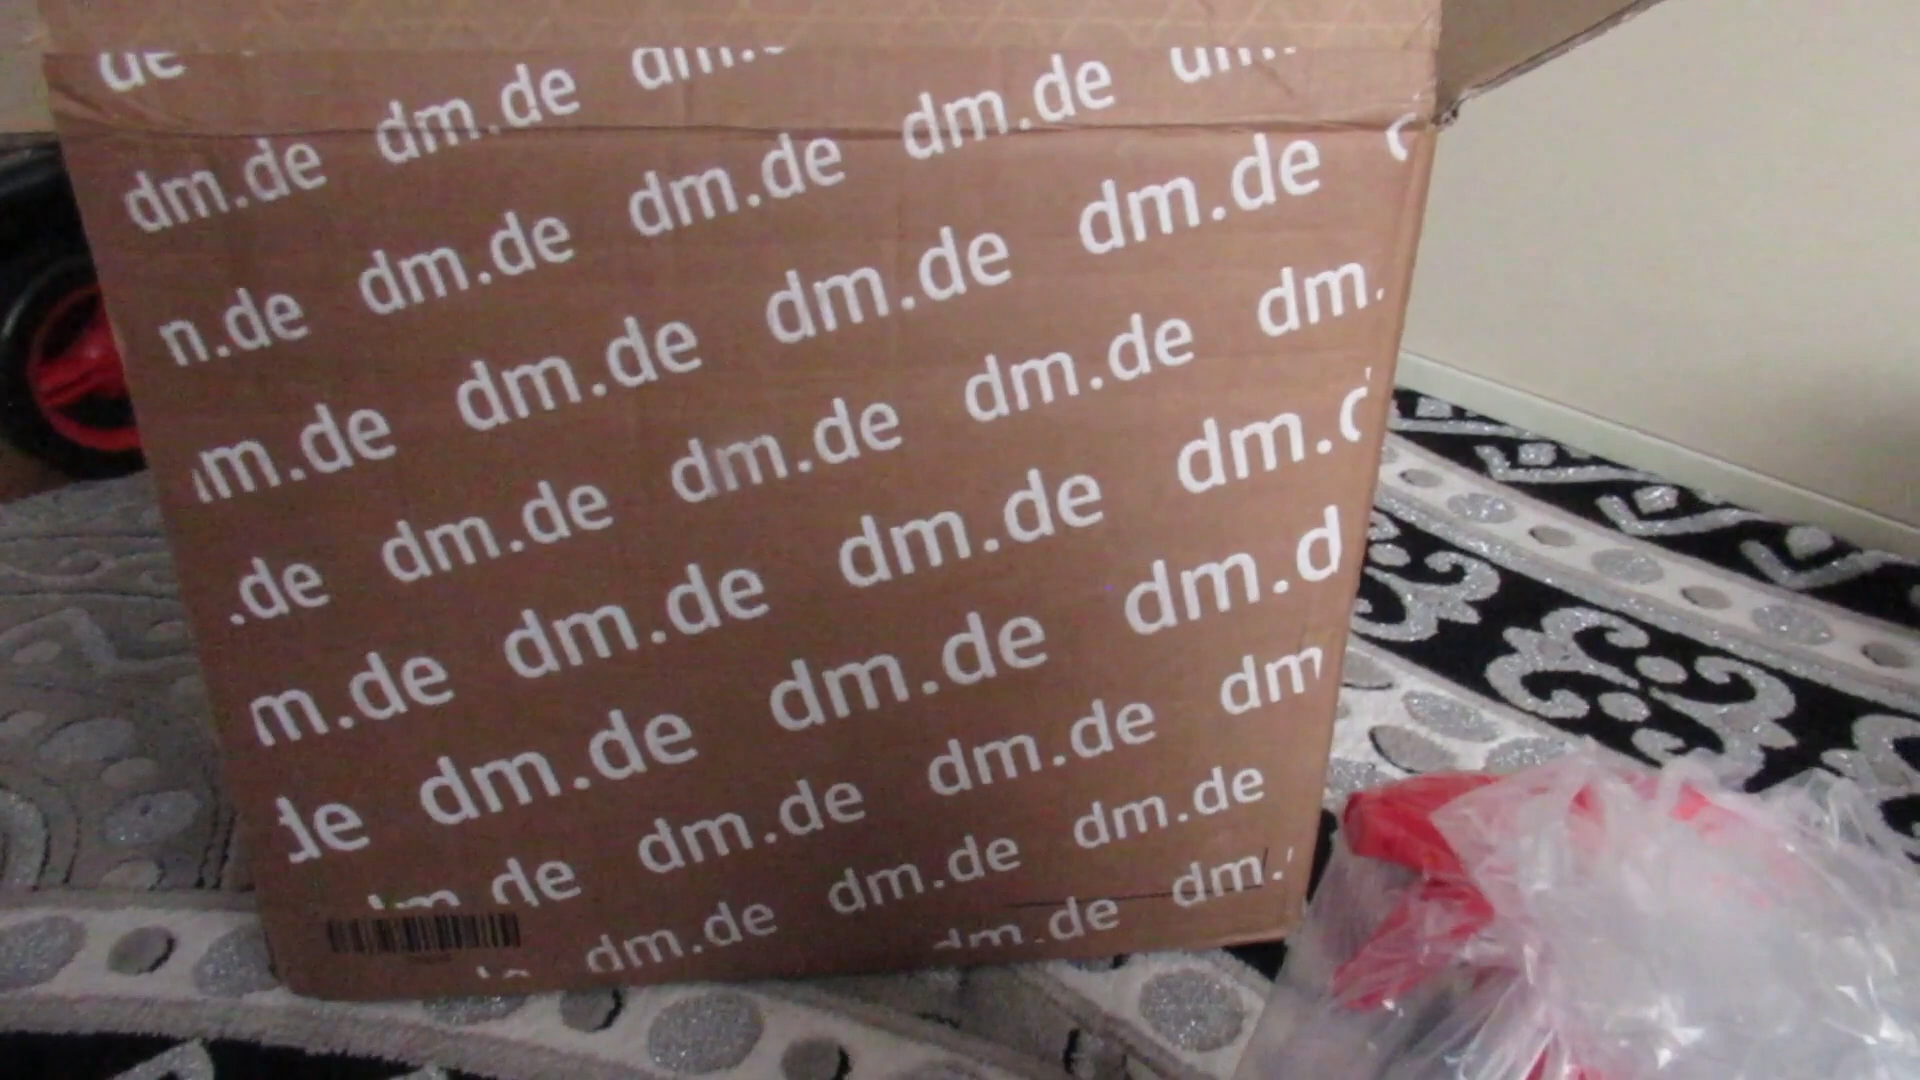 de
dm.de dm.de dm.de
dm.de dm.de dm.de dm.de
n.de dm.de dm.de dm.de
m.de dm.de dm.de dm.
.de dm.de dm.de dm.d
m.de dm.de dm.de dm.d
de dm.de dm.de dm
dm.de dm.de dm.de dm.de
dm.de dm.de dm.de
dm.de dm.